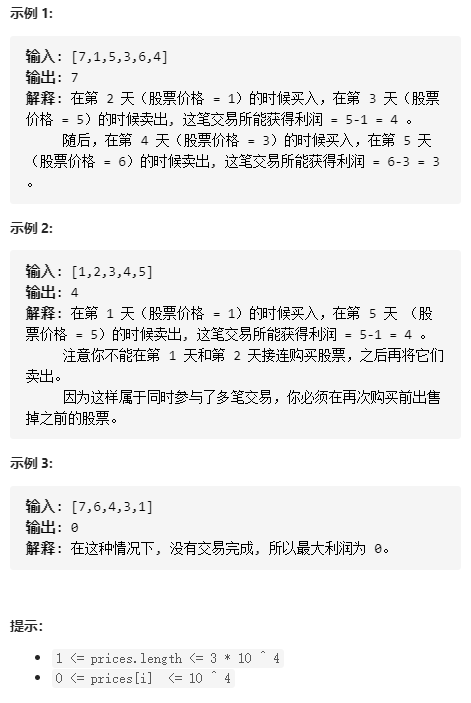 示例 1:
输入: [7,1,5,3,6,4]
输出: 7
解释: 在第 2 天（股票价格 = 1）的时候买入，在第 3 天（股票
价格 = 5）的时候卖出, 这笔交易所能获得利润 = 5-1 = 4 。
随后，在第 4 天（股票价格 = 3）的时候买入，在第 5 天
（股票价格 = 6）的时候卖出, 这笔交易所能获得利润 = 6-3 = 3
。
示例 2:
输入: [1,2,3,4,5]
输出: 4
解释: 在第 1 天（股票价格 = 1）的时候买入，在第 5 天 （股
票价格 = 5）的时候卖出, 这笔交易所能获得利润 = 5-1 = 4 。
注意你不能在第 1 天和第 2 天接连购买股票，之后再将它们
卖出。
因为这样属于同时参与了多笔交易，你必须在再次购买前出售
掉之前的股票。
示例 3:
输入: [7,6,4,3,1]
输出: 0
解释: 在这种情况下, 没有交易完成, 所以最大利润为 0。
提示：
1 <= prices.length <= 3 * 10 ^ 4
0 <= prices[i] <= 10 ^ 4